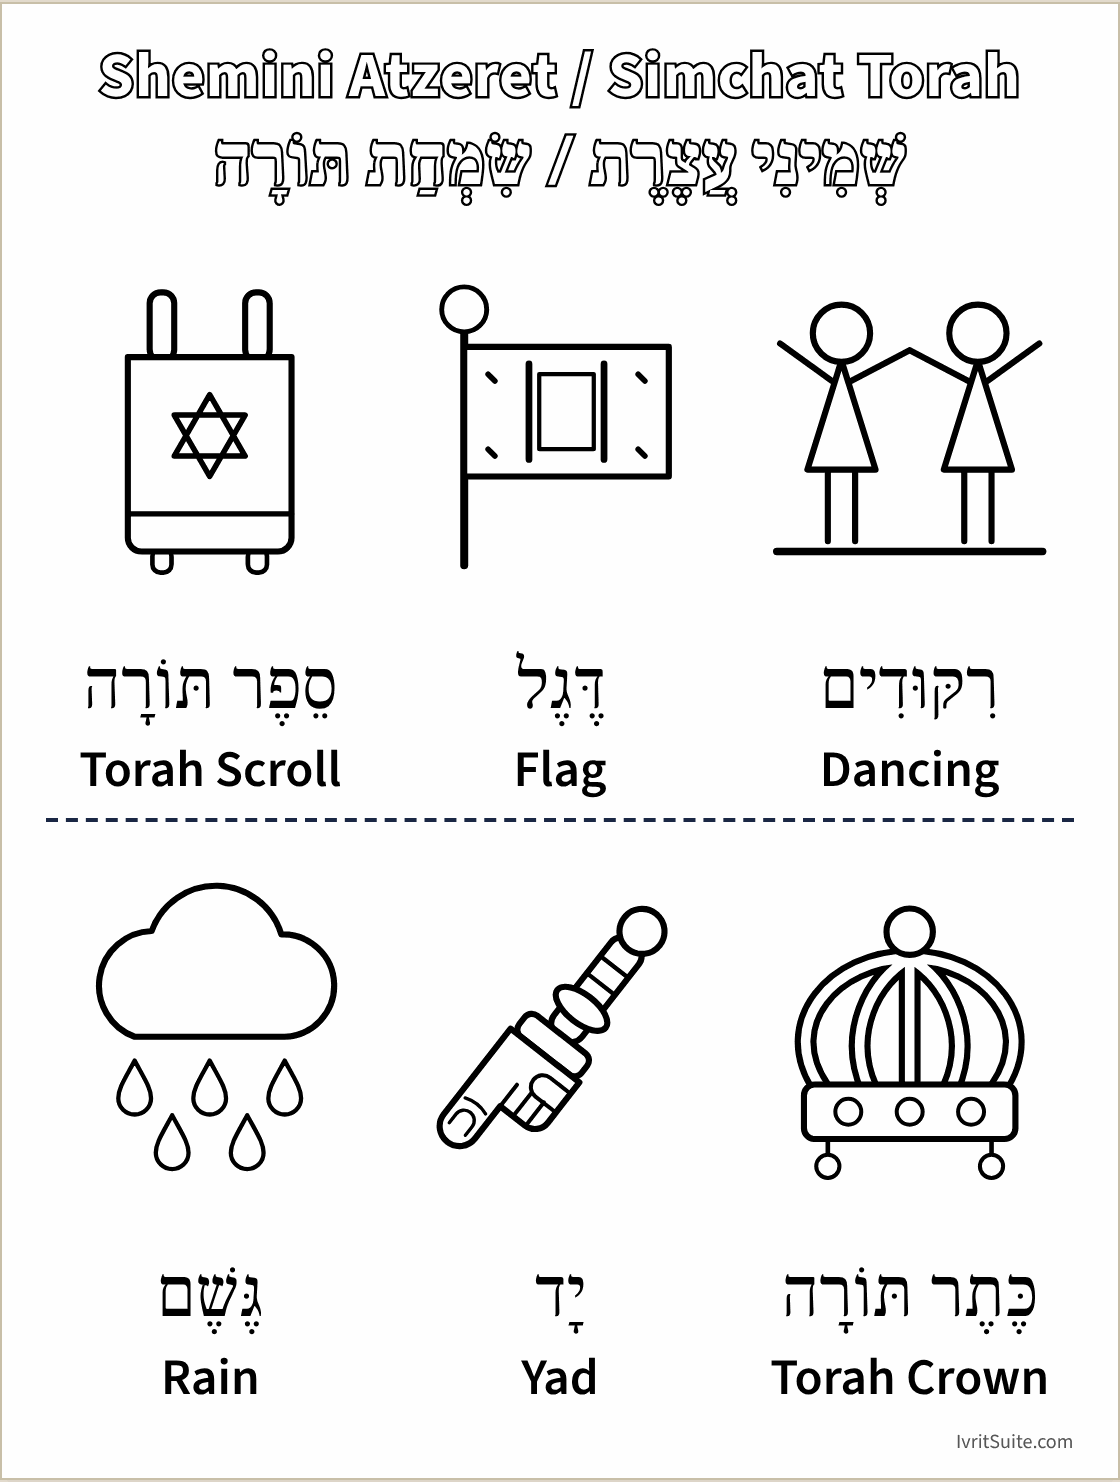 Shemini Atzeret / Simchat Torah
שְׁמִינִי עֲצֶרֶת / שִׂמְחַת תּוֹרָה
סֵפֶר תּוֹרָה
דֶּגֶל
רִקּוּדִים
Torah Scroll
Flag
Dancing
גֶּשֶׁם
יָד
כֶּתֶר תּוֹרָה
Rain
Yad
Torah Crown
IvritSuite.com